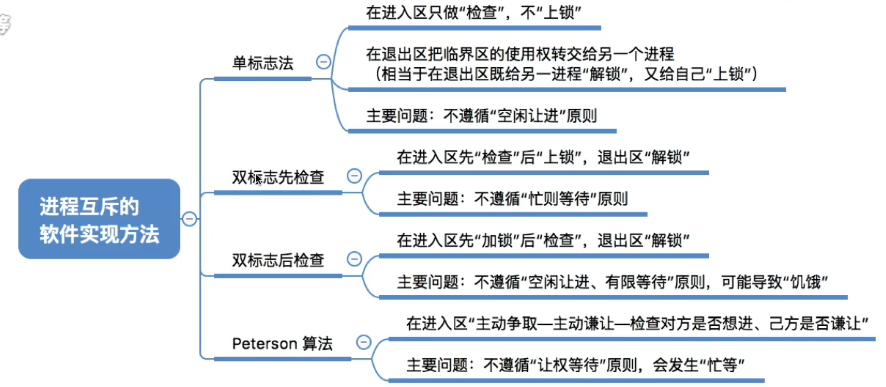 在进入区只做“检查”，不“上锁”
在退出区把临界区的使用权转交给另一个进程
（相当于在退出区既给另一进程“解锁”，又给自己“上锁”）
单标志法
主要问题：不遵循“空闲让进”原则
在进入区先“检查”后“上锁”，退出区“解锁”
双标志先检查
主要问题：不遵循“忙则等待”原则
进程互斥的
软件实现方法
在进入区先“加锁”后“检查”，退出区“解锁”
双标志后检查
主要问题：不遵循“空闲让进、有限等待”原则，可能导致“饥饿”
在进入区“主动争取—主动谦让—检查对方是否想进、己方是否谦让”
Peterson 算法
主要问题：不遵循“让权等待”原则，会发生“忙等”